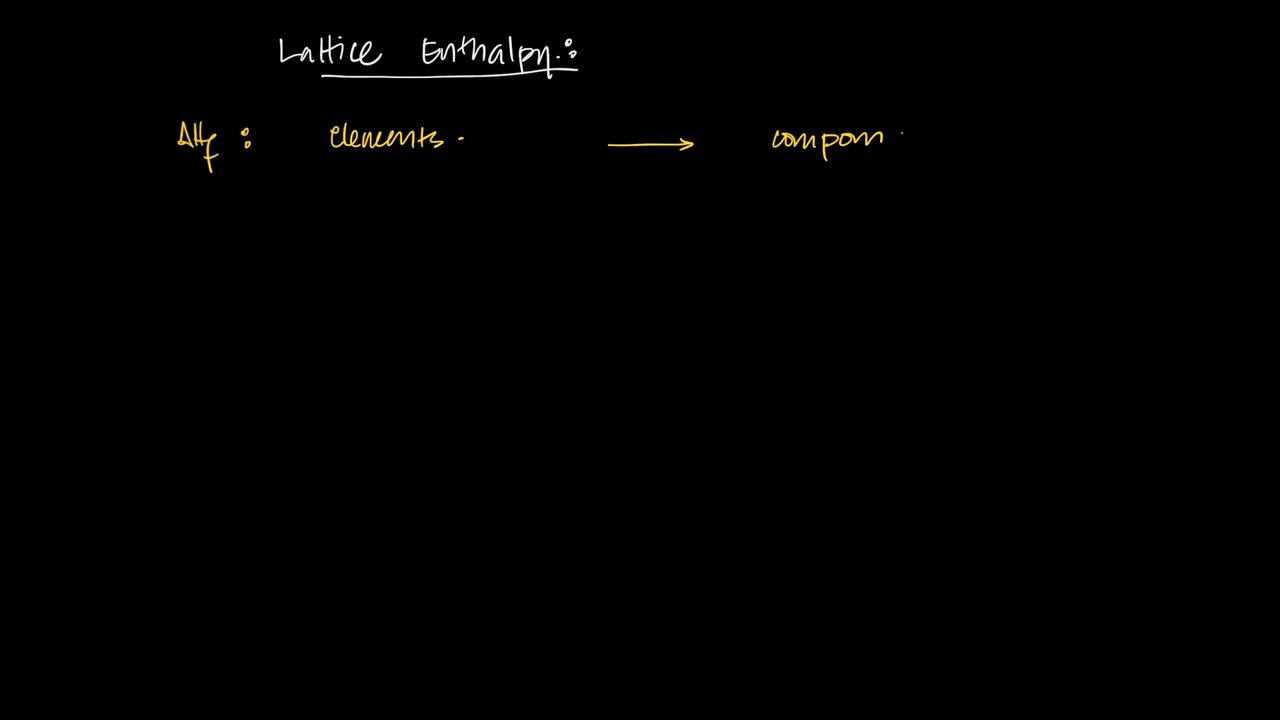 Lattice Enthalpy:
ΔHf : elements. ⟶ compoun